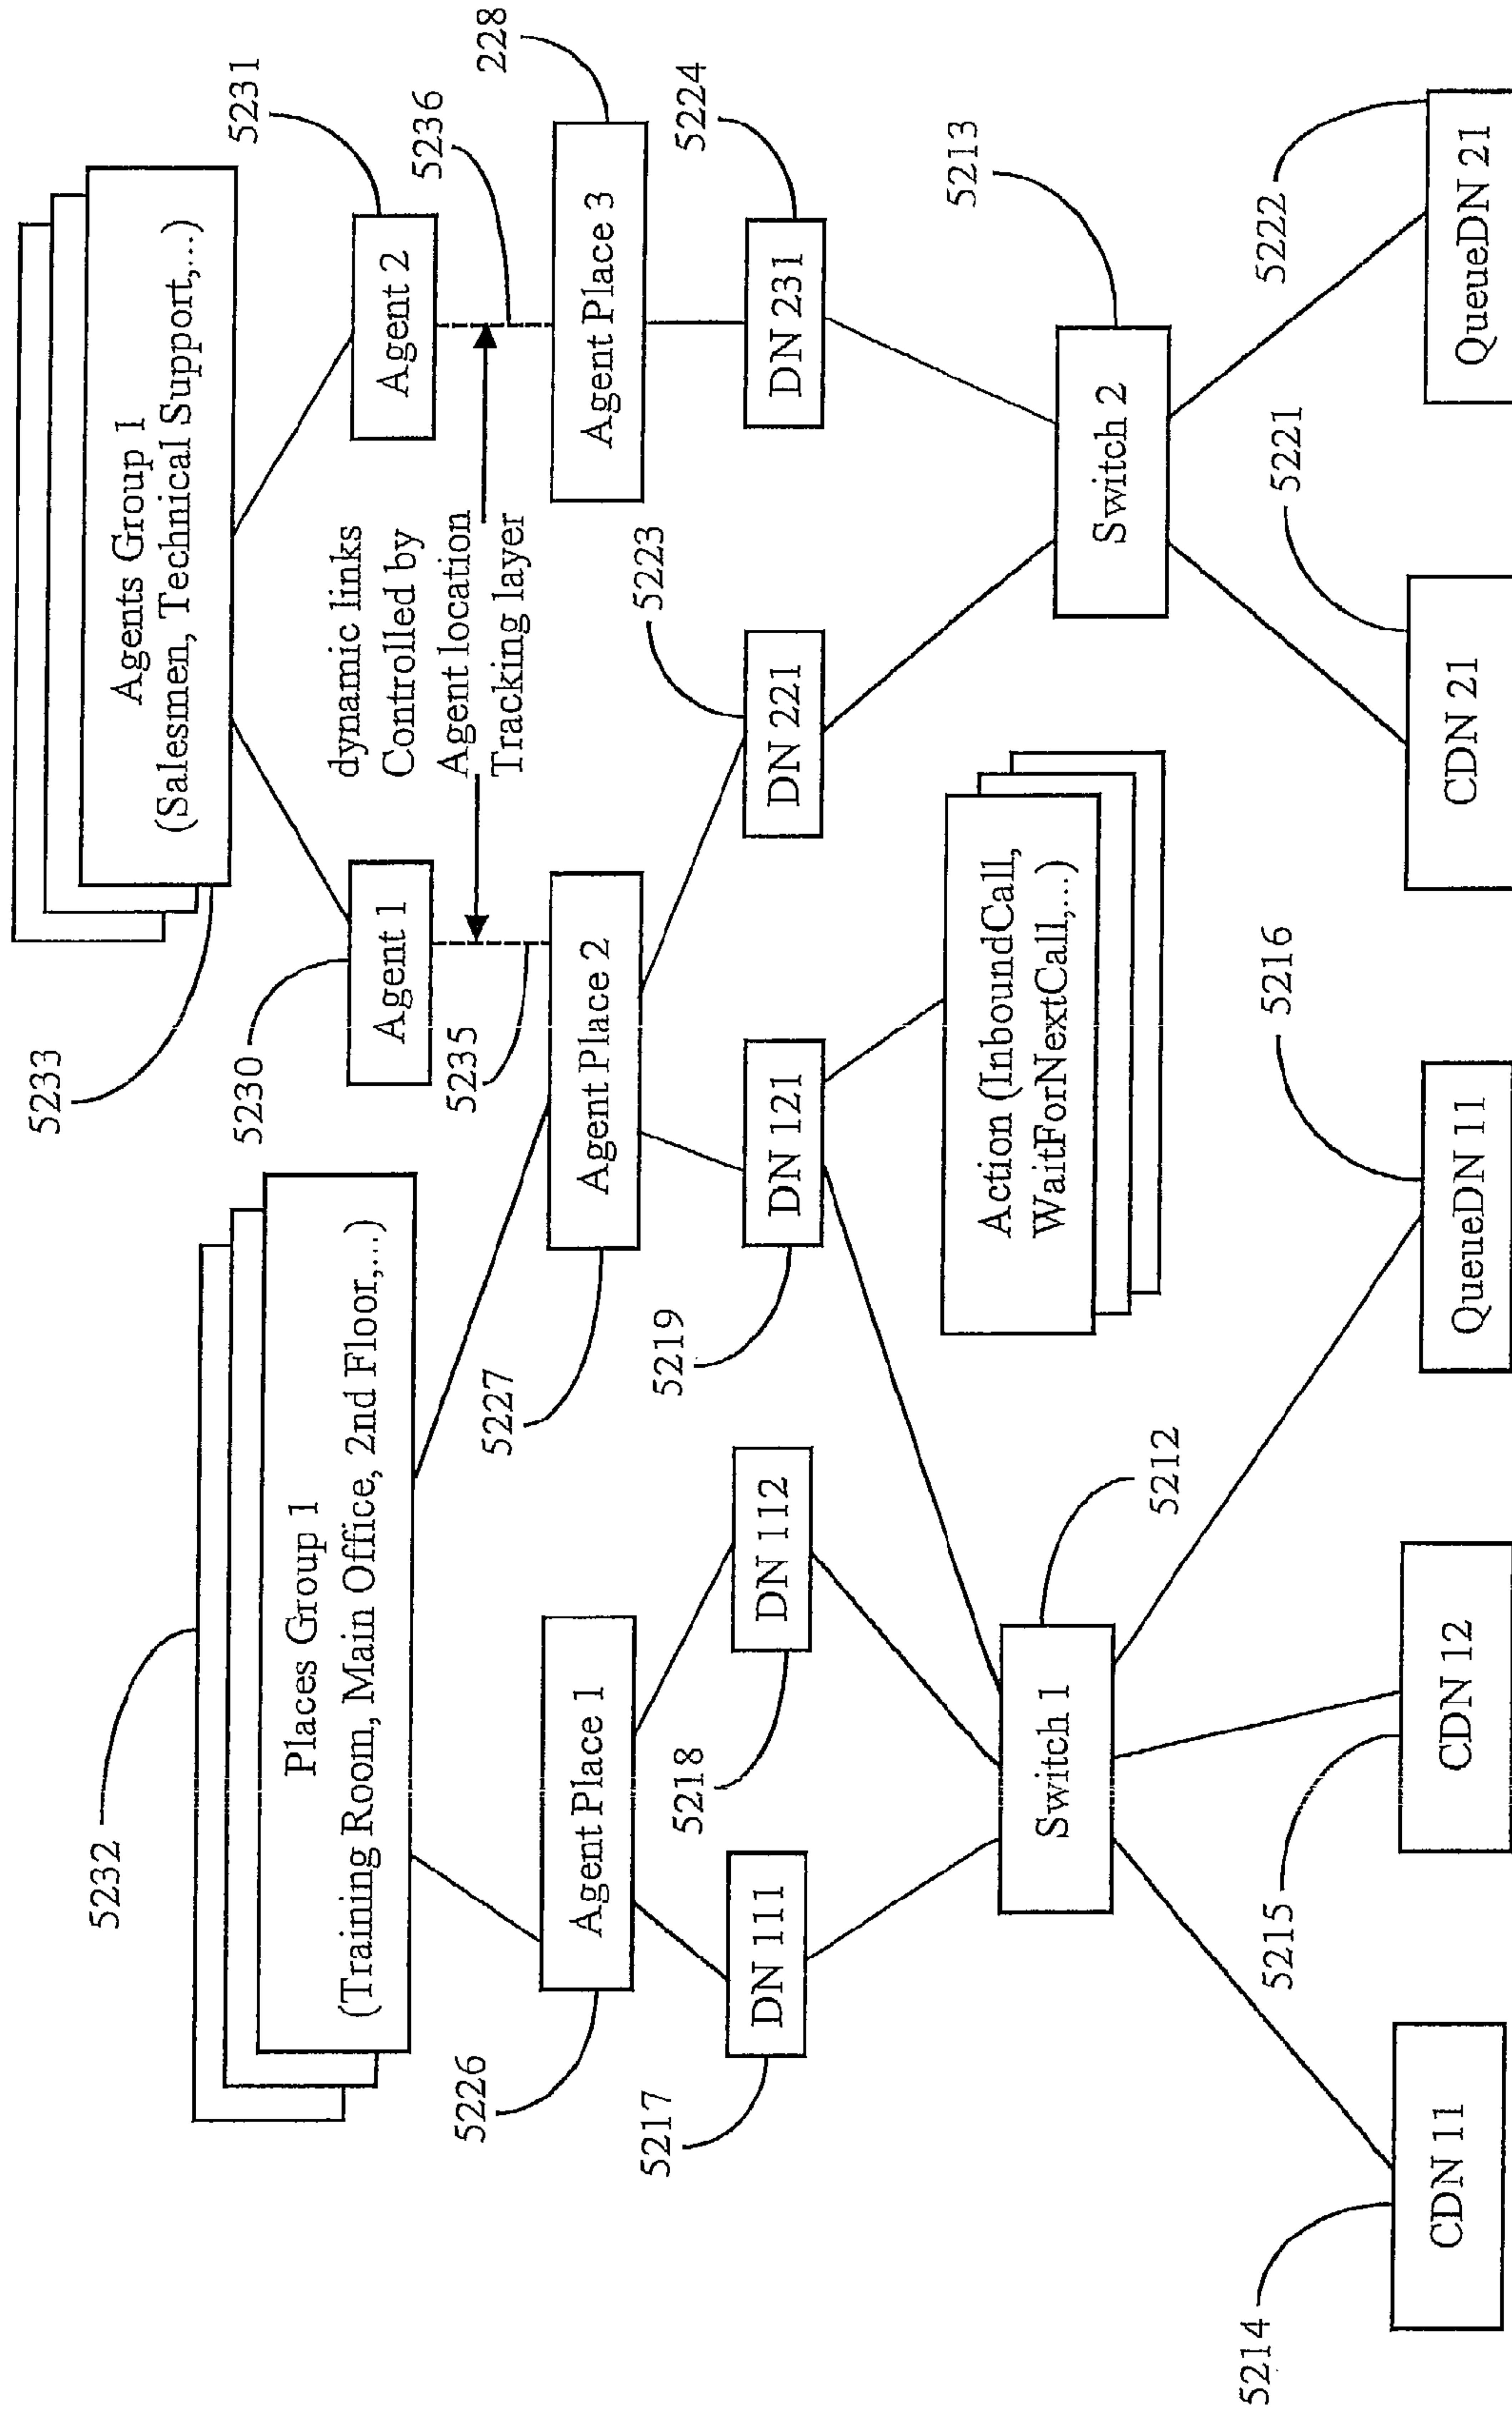 5233
5231
Agents Group 1
(Salesmen, Technical Support,...)
5232
Places Group 1
(Training Room, Main Office, 2nd Floor,...)
5230
Agent 1
Agent 2
5236
228
dynamic links
Controlled by
Agent location
Tracking layer
5235
5226
Agent Place 1
5227
Agent Place 2
Agent Place 3
5217
DN 111
5218
DN 112
5219
DN 121
5223
DN 221
5224
DN 231
Action (InboundCall,
WaitForNextCall,...)
5212
Switch 1
5213
Switch 2
5214
CDN 11
5215
CDN 12
5216
QueueDN 11
5221
CDN 21
5222
QueueDN 21